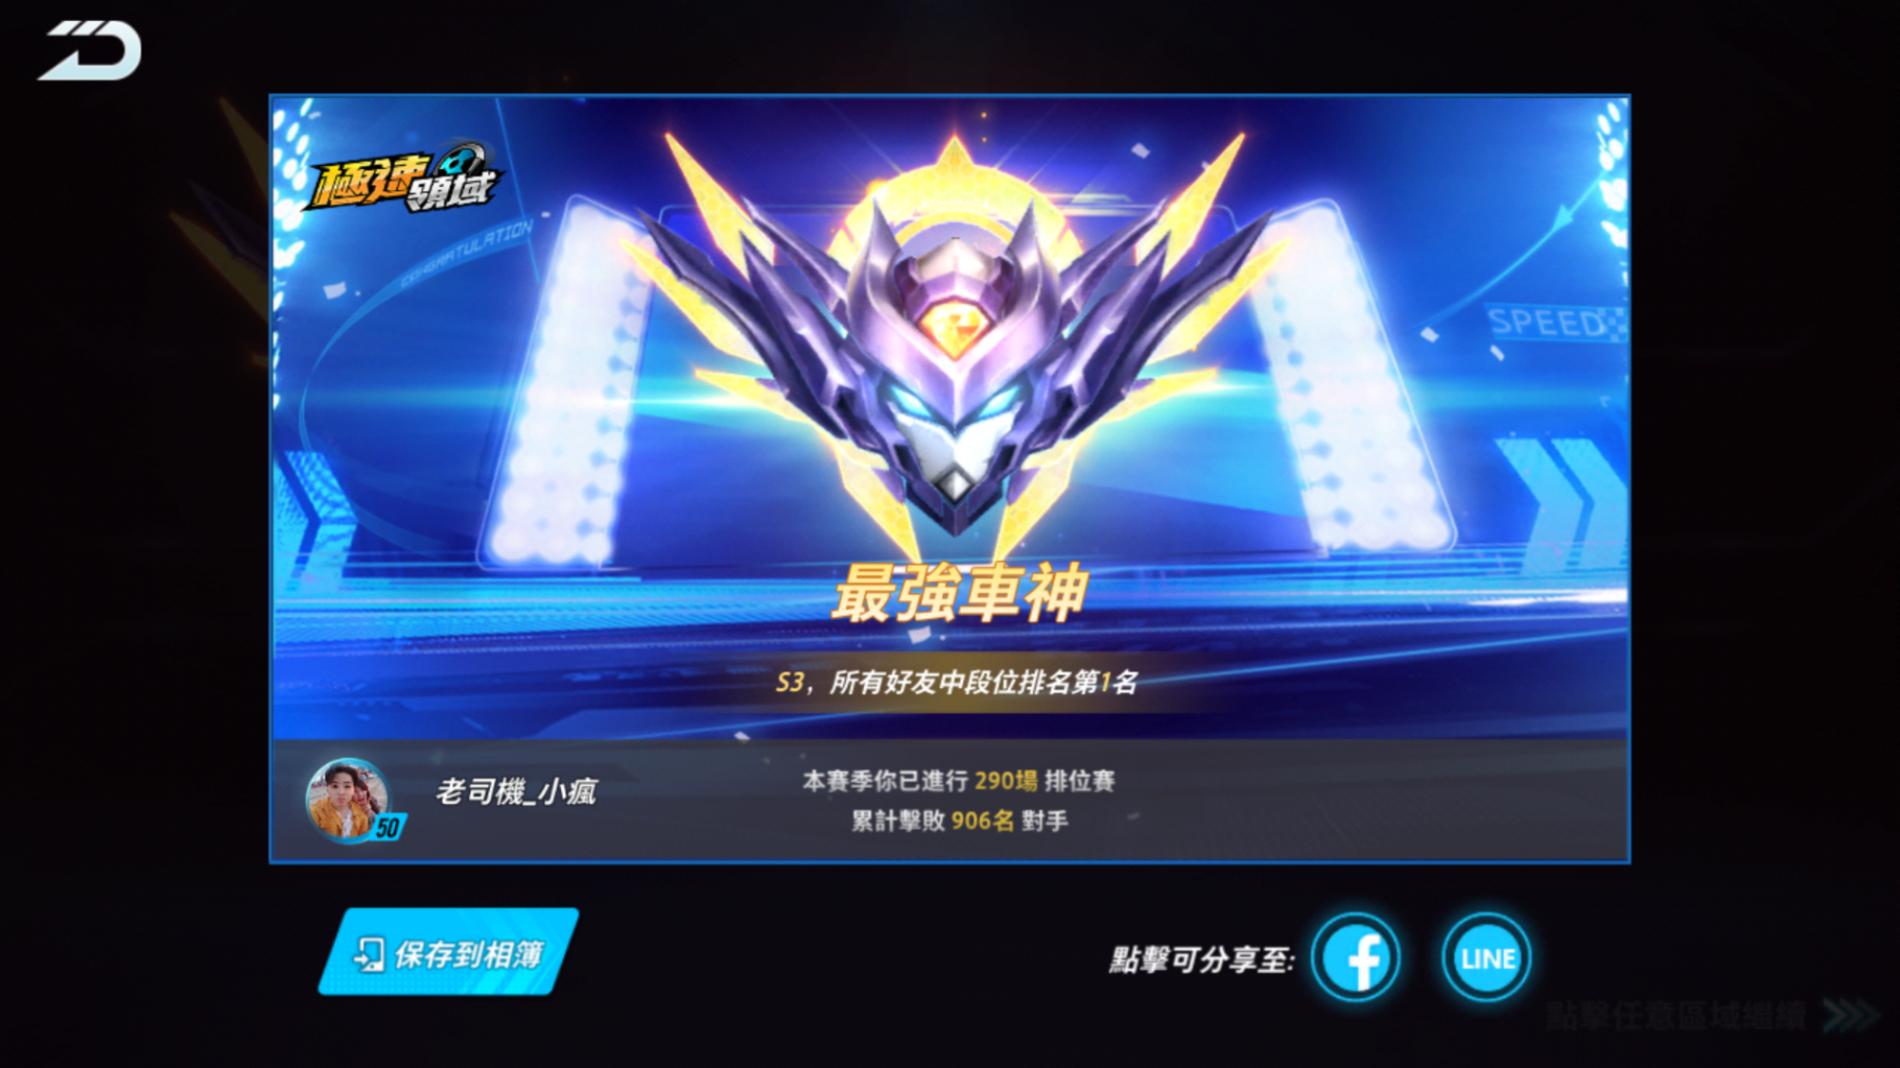 極速領域
CONGRATULATION
SPEED
最強車神
S3，所有好友中段位排名第1名
老司機_小瘋
50
本賽季你已進行 290場 排位賽
累計擊敗 906名 對手
保存到相簿
點擊可分享至:
f
LINE
點擊任意區域繼續